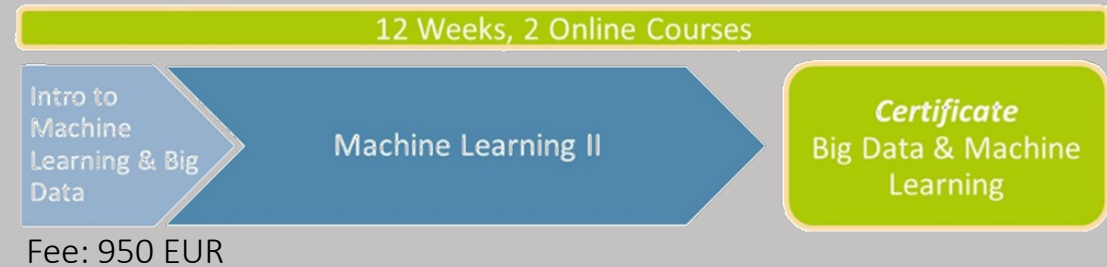 12 Weeks, 2 Online Courses
Intro to
Machine
Learning & Big
Data
Machine Learning II
Certificate
Big Data & Machine
Learning
Fee: 950 EUR